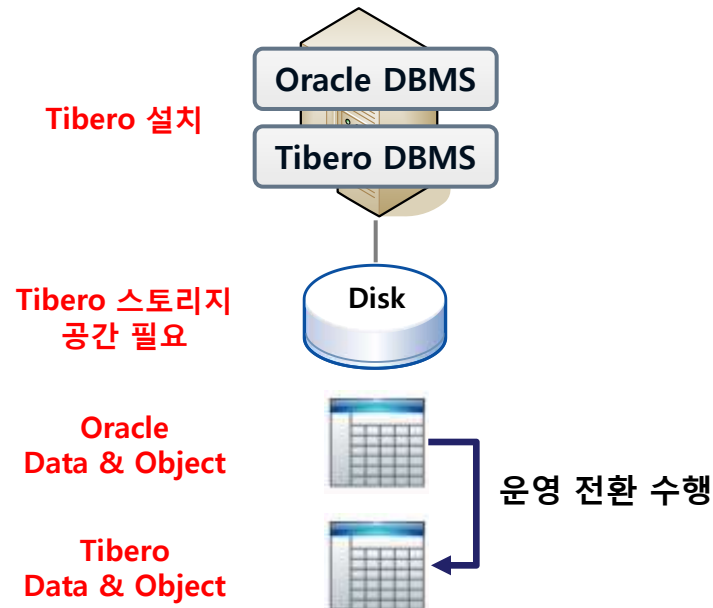 Oracle DBMS
Tibero 설치
Tibero DBMS
Disk
Tibero 스토리지
공간 필요
Oracle
Data & Object
운영 전환 수행
Tibero
Data & Object